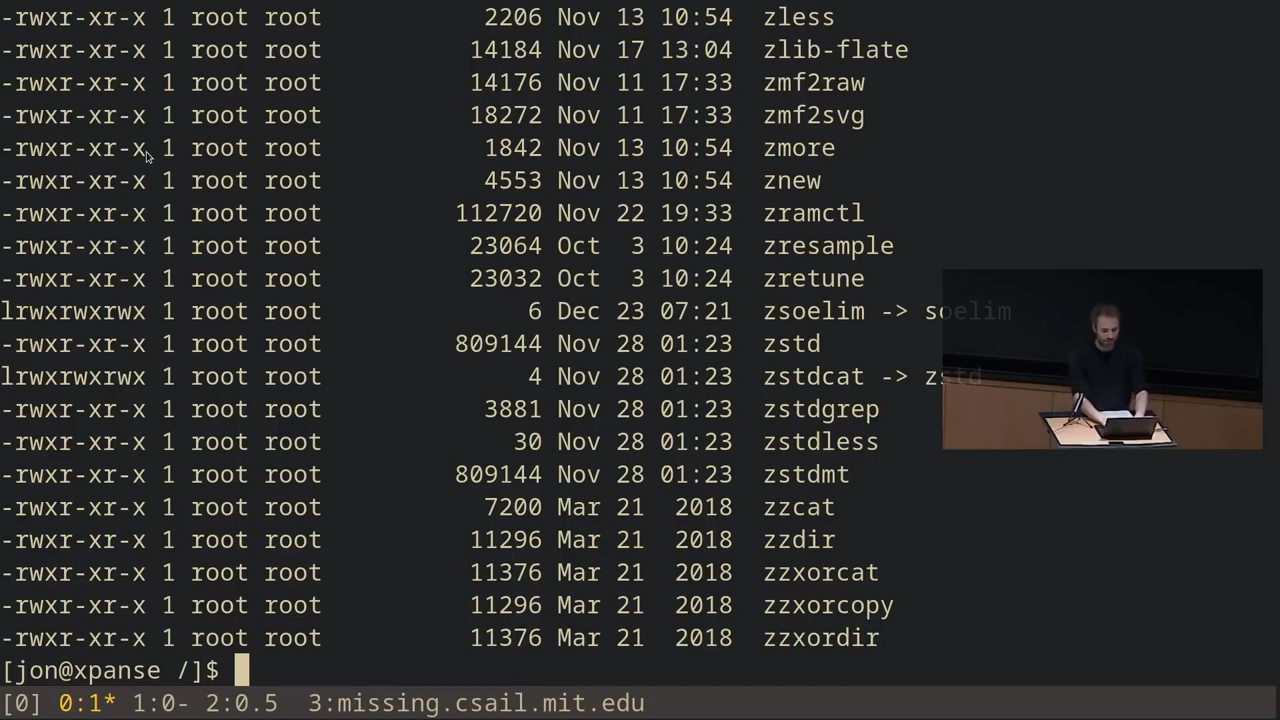 -rwxr-xr-x 1 root root 2206 Nov 13 10:54 zless
-rwxr-xr-x 1 root root 14184 Nov 17 13:04 zlib-flate
-rwxr-xr-x 1 root root 14176 Nov 11 17:33 zmf2raw
-rwxr-xr-x 1 root root 18272 Nov 11 17:33 zmf2svg
-rwxr-xr-x 1 root root 1842 Nov 13 10:54 zmore
-rwxr-xr-x 1 root root 4553 Nov 13 10:54 znew
-rwxr-xr-x 1 root root 112720 Nov 22 19:33 zramctl
-rwxr-xr-x 1 root root 23064 Oct 3 10:24 zresample
-rwxr-xr-x 1 root root 23032 Oct 3 10:24 zretune
lrwxrwxrwx 1 root root 6 Dec 23 07:21 zsoelim -> soelim
-rwxr-xr-x 1 root root 809144 Nov 28 01:23 zstd
lrwxrwxrwx 1 root root 4 Nov 28 01:23 zstdcat -> zstd
-rwxr-xr-x 1 root root 3881 Nov 28 01:23 zstdgrep
-rwxr-xr-x 1 root root 30 Nov 28 01:23 zstdless
-rwxr-xr-x 1 root root 809144 Nov 28 01:23 zstdmt
-rwxr-xr-x 1 root root 7200 Mar 21 2018 zzcat
-rwxr-xr-x 1 root root 11296 Mar 21 2018 zzdir
-rwxr-xr-x 1 root root 11376 Mar 21 2018 zzxorcat
-rwxr-xr-x 1 root root 11296 Mar 21 2018 zzxorcopy
-rwxr-xr-x 1 root root 11376 Mar 21 2018 zzxordir
[jon@xpanse /]$
[0] 0:1* 1:0- 2:0.5 3:missing.csail.mit.edu